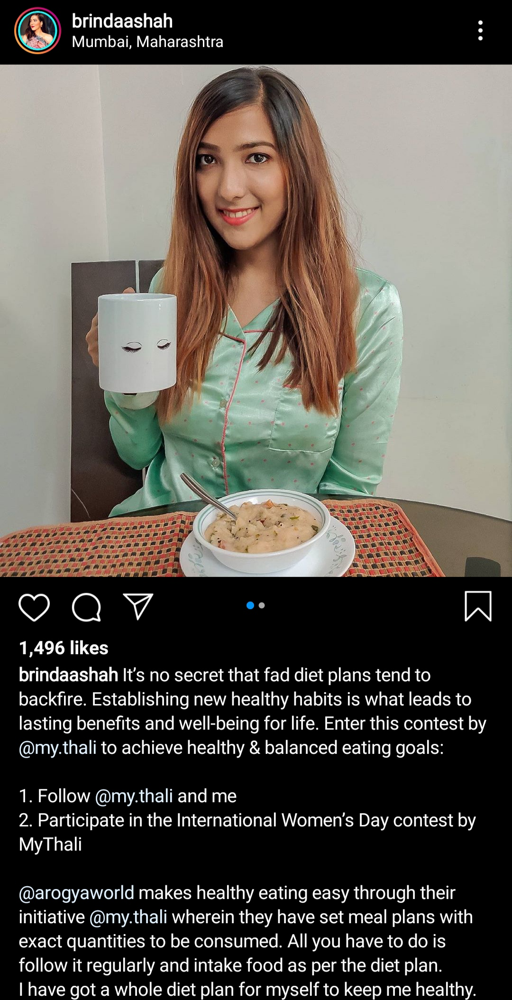 brindaashah
Mumbai, Maharashtra
1,496 likes
brindaashah It’s no secret that fad diet plans tend to
backfire. Establishing new healthy habits is what leads to
lasting benefits and well-being for life. Enter this contest by
@my.thali to achieve healthy & balanced eating goals:
1. Follow @my.thali and me
2. Participate in the International Women’s Day contest by
MyThali
@arogyaworld makes healthy eating easy through their
initiative @my.thali wherein they have set meal plans with
exact quantities to be consumed. All you have to do is
follow it regularly and intake food as per the diet plan.
I have got a whole diet plan for myself to keep me healthy.